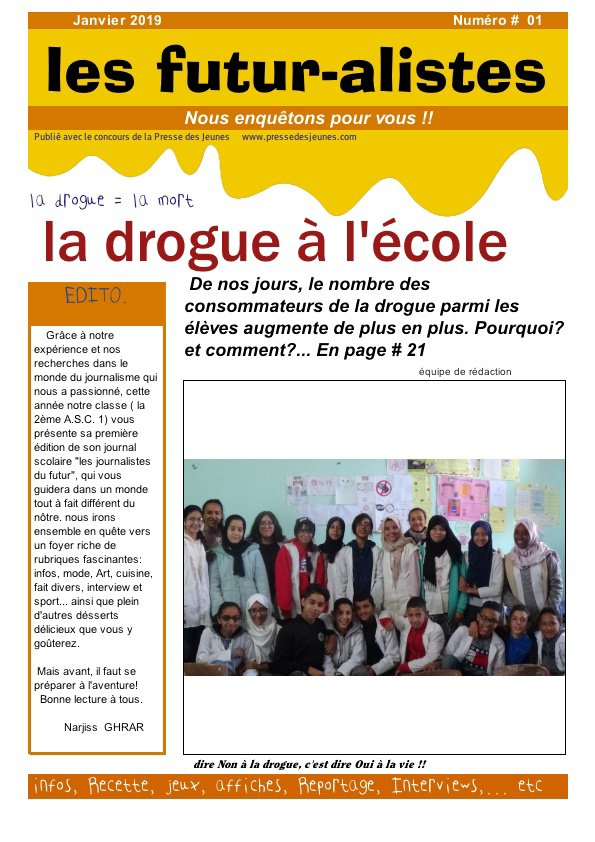 Janvier 2019 Numéro # 01
les futur-alistes
Nous enquêtons pour vous !!
Publié avec le concours de la Presse des Jeunes www.pressedesjeunes.com
la drogue = la mort
la drogue à l'école
De nos jours, le nombre des
consommateurs de la drogue parmi les
élèves augmente de plus en plus. Pourquoi?
et comment?... En page # 21
équipe de rédaction
EDITO.
Grâce à notre
expérience et nos
recherches dans le
monde du journalisme qui
nous a passionné, cette
année notre classe ( la
2ème A.S.C. 1) vous
présente sa première
édition de son journal
scolaire "les journalistes
du futur", qui vous
guidera dans un monde
tout à fait différent du
nôtre. nous irons
ensemble en quête vers
un foyer riche de
rubriques fascinantes:
infos, mode, Art, cuisine,
fait divers, interview et
sport... ainsi que plein
d'autres désserts
délicieux que vous y
goûterez.
Mais avant, il faut se
préparer à l'aventure!
Bonne lecture à tous.
Narjiss GHRAR
dire Non à la drogue, c'est dire Oui à la vie !!
infos, Recette, jeux, affiches, Reportage, Interviews,... etc